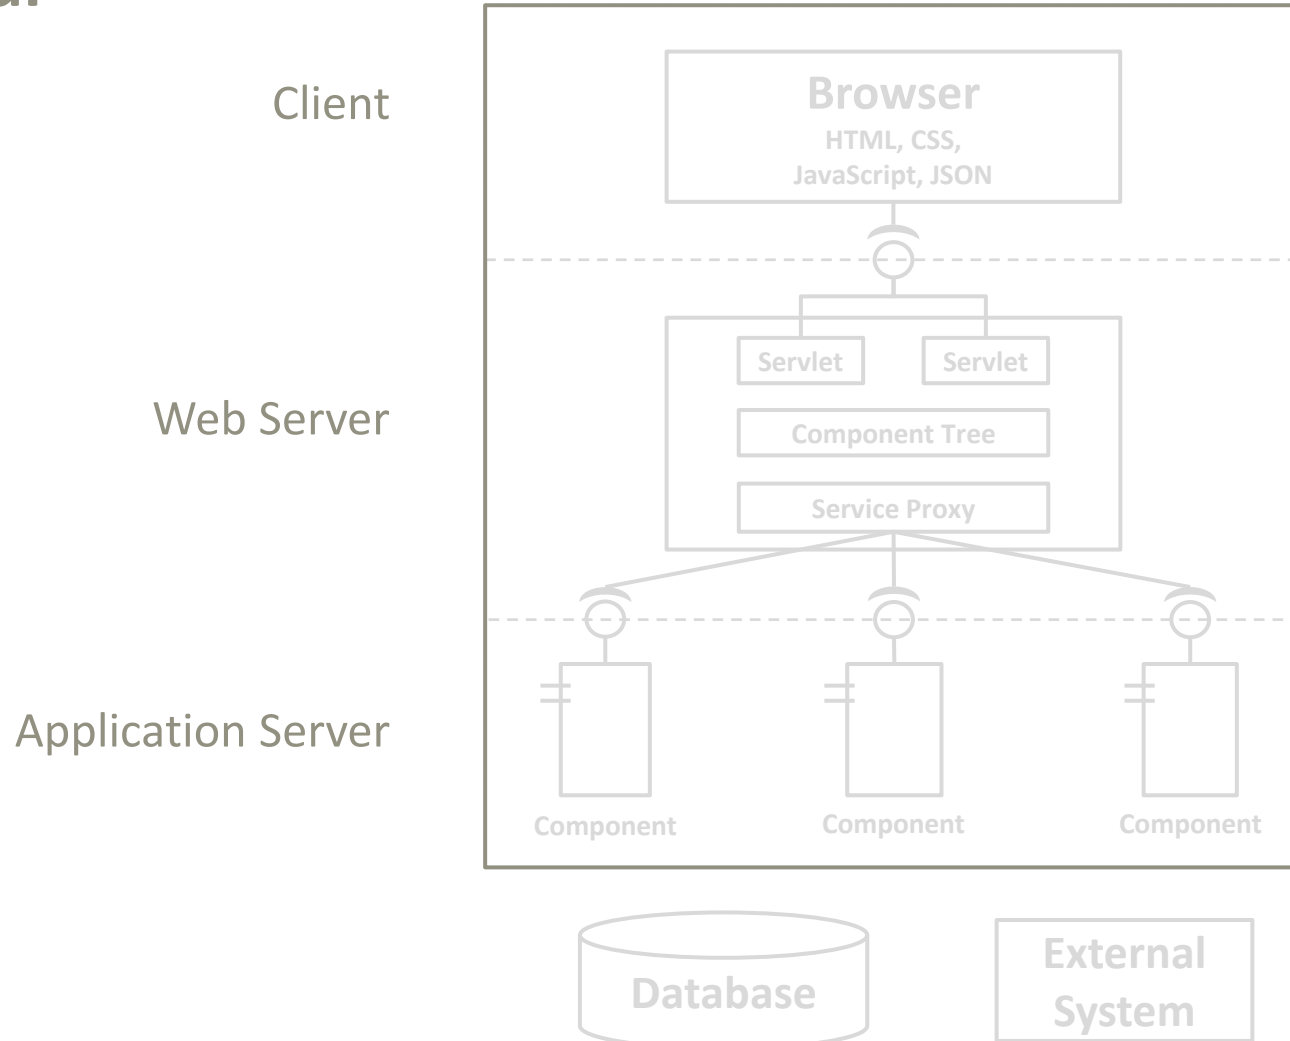 Client
Browser
HTML, CSS,
JavaScript, JSON
Web Server
Servlet Servlet
Component Tree
Service Proxy
Application Server
Component Component Component
Database
External
System